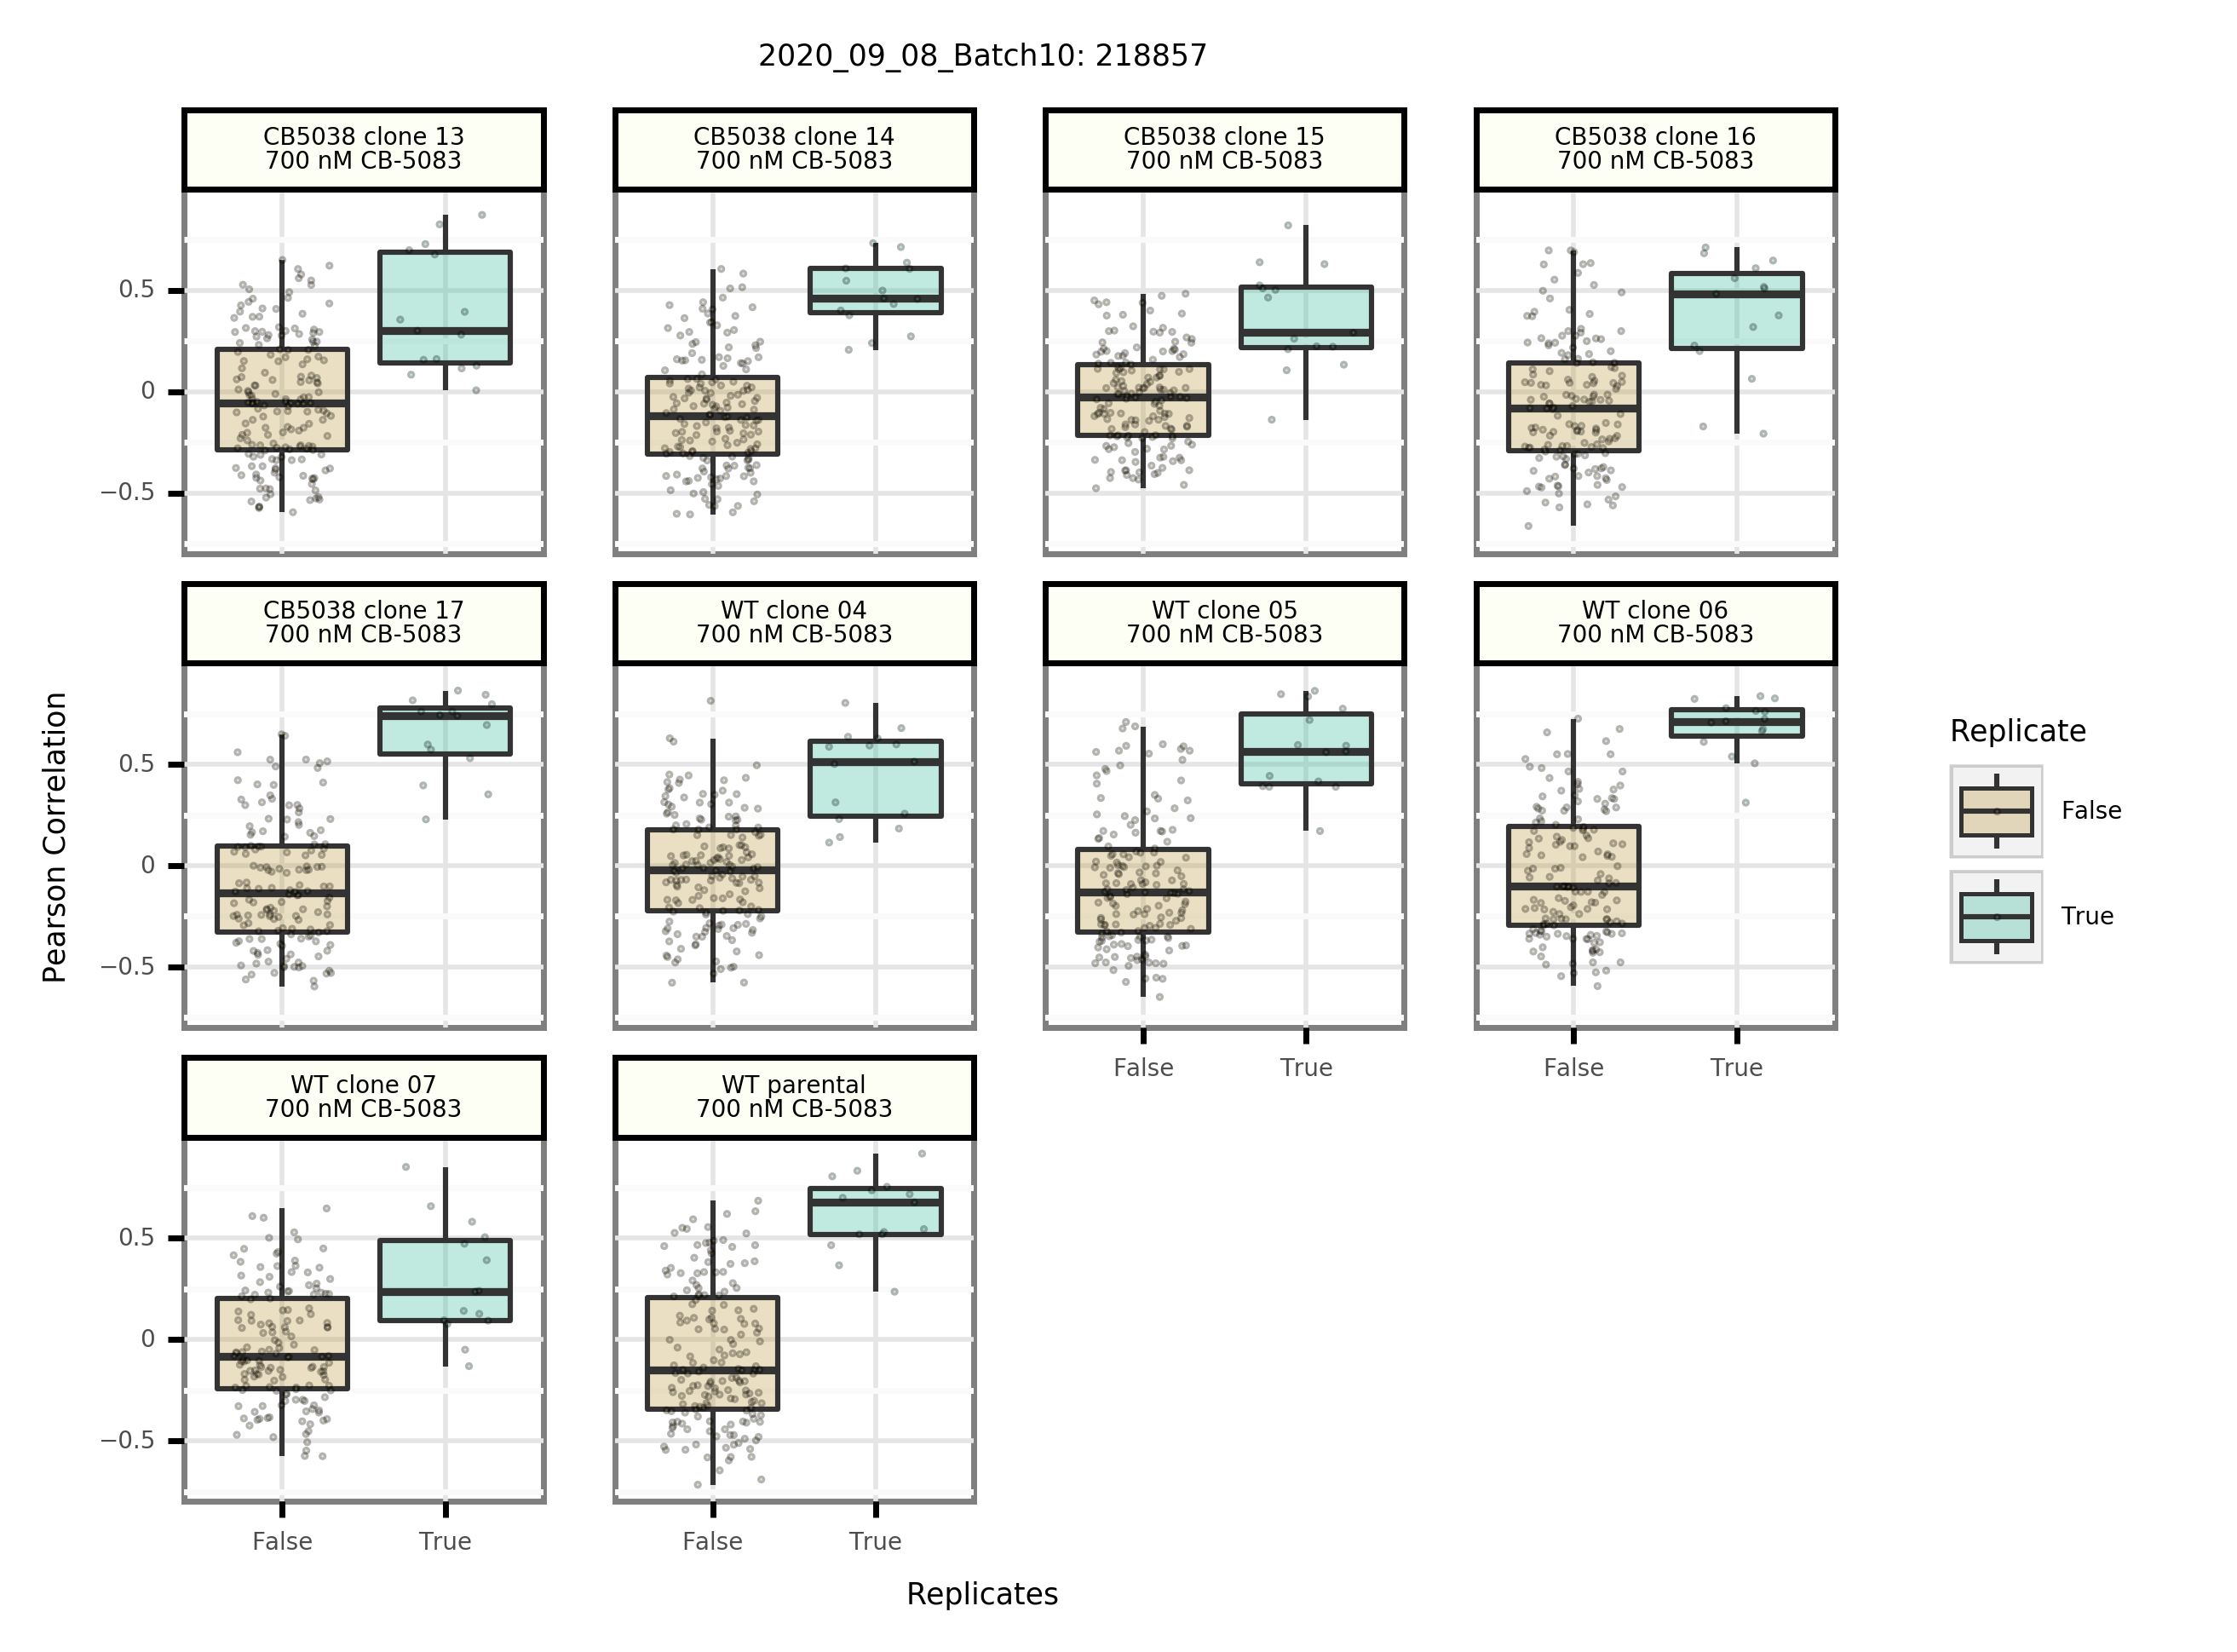 2020_09_08_Batch10: 218857
CB5038 clone 13
700 nM CB-5083
CB5038 clone 14
700 nM CB-5083
CB5038 clone 15
700 nM CB-5083
CB5038 clone 16
700 nM CB-5083
0.5
0
−0.5
CB5038 clone 17
700 nM CB-5083
WT clone 04
700 nM CB-5083
WT clone 05
700 nM CB-5083
WT clone 06
700 nM CB-5083
0.5
0
−0.5
False
True
False
True
WT clone 07
700 nM CB-5083
WT parental
700 nM CB-5083
0.5
0
−0.5
False
True
False
True
Pearson Correlation
Replicates
Replicate
False
True